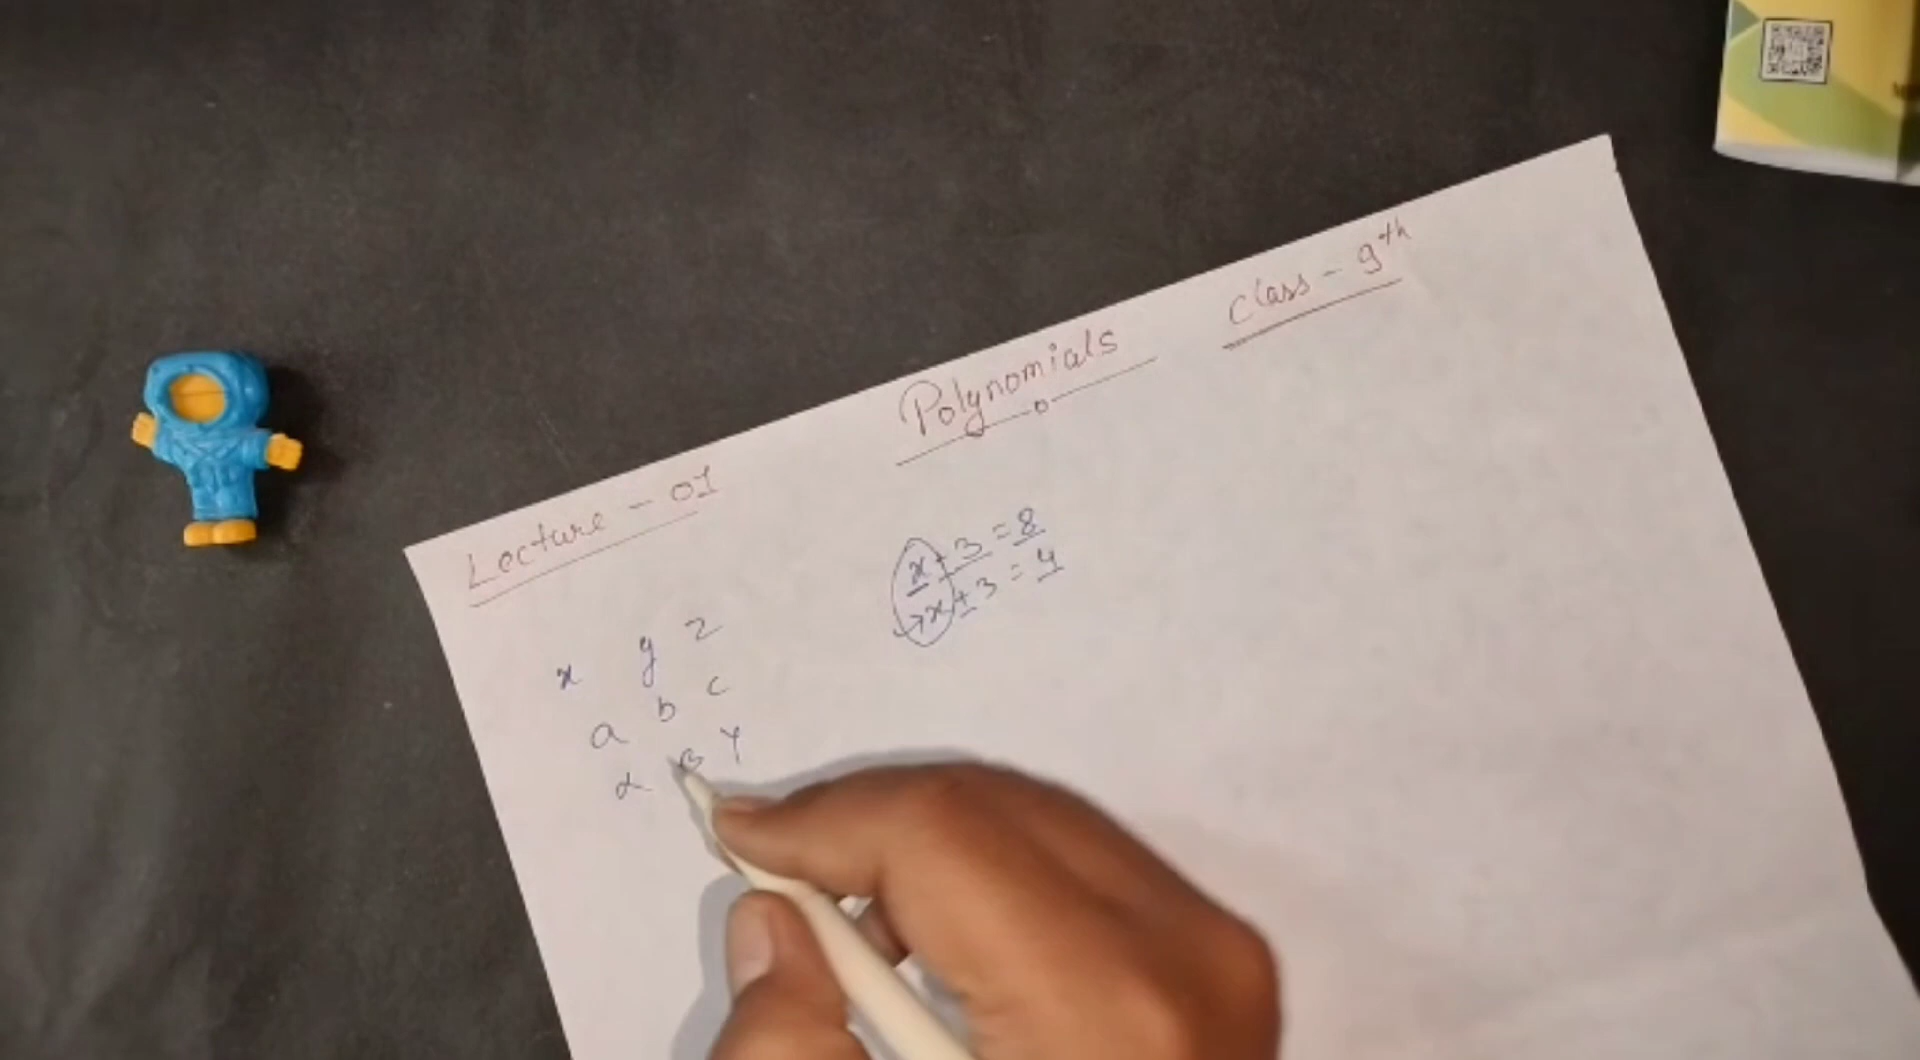 Lecture - 01
Polynomials
Class - 9th
x + 3 = 8
→ x + 3 = 4
x y z
a b c
α β γ